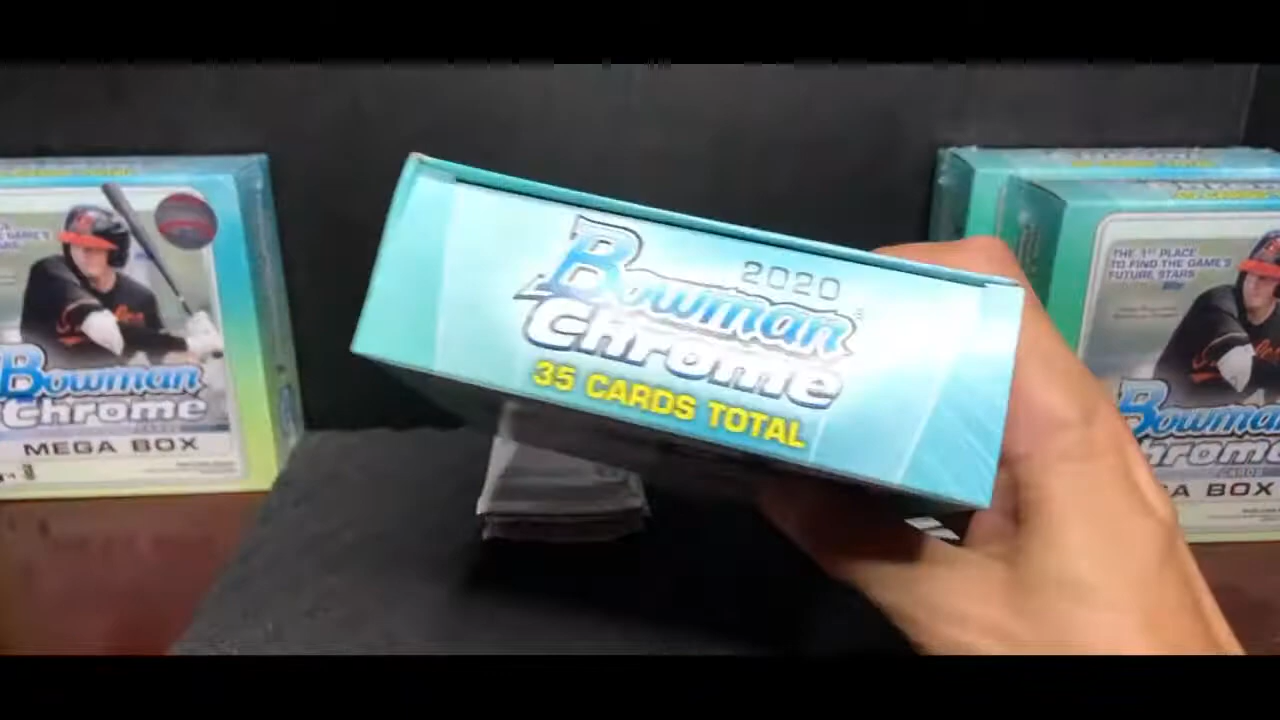 2020
Bowman
Chrome
35 CARDS TOTAL
Bowman
Chrome
MEGA BOX
THE 1ST PLACE
TO FIND THE GAME'S
FUTURE STARS
Bowman
hrome
A BOX